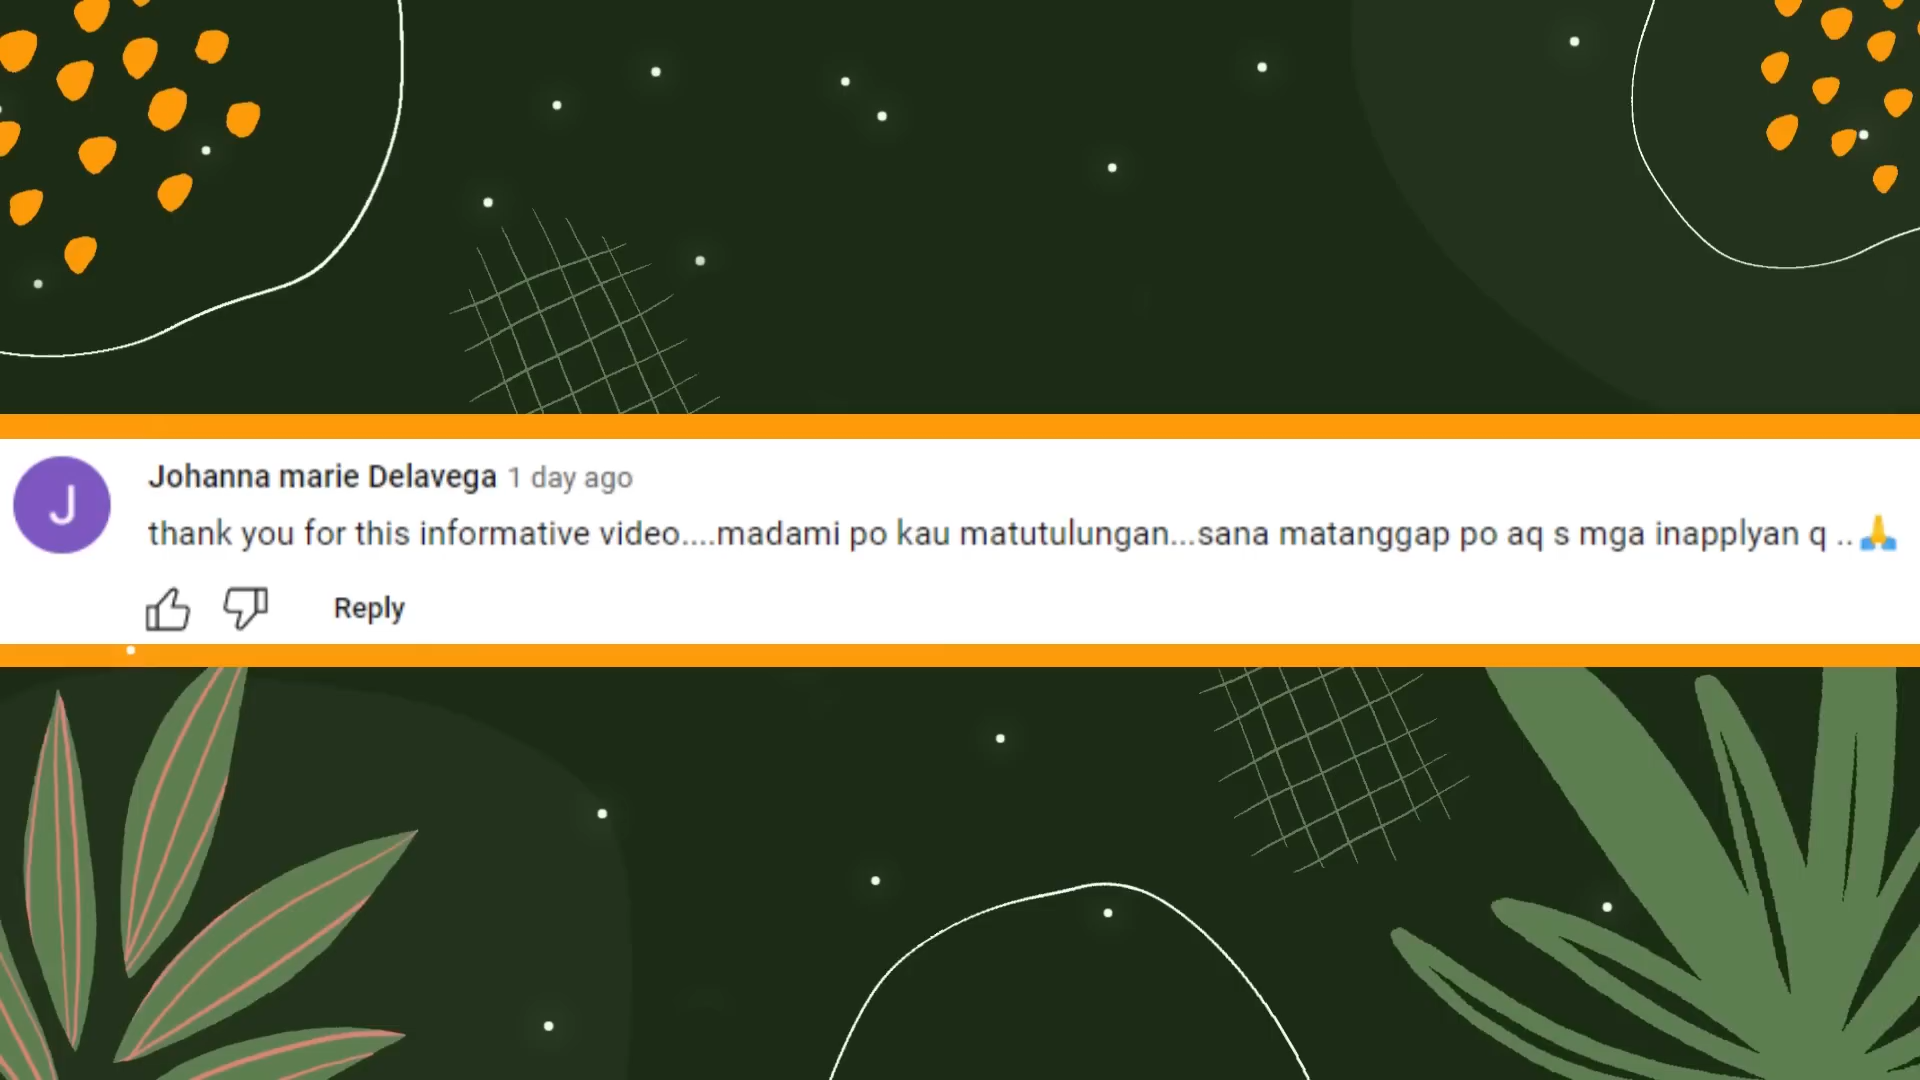 J
Johanna marie Delavega 1 day ago
thank you for this informative video....madami po kau matutulungan...sana matanggap po aq s mga inapplyan q ..🙏
Reply